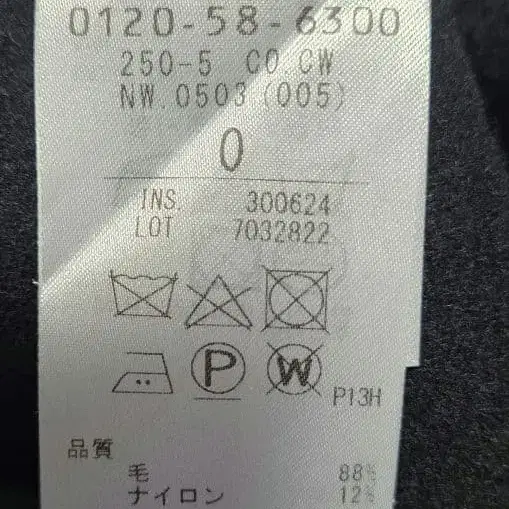 0120-58-6300
250-5 CO CW
NW.0503(005)
0
INS. 300624
LOT 7032822
P W P13H
品質
毛 88%
ナイロン 12%